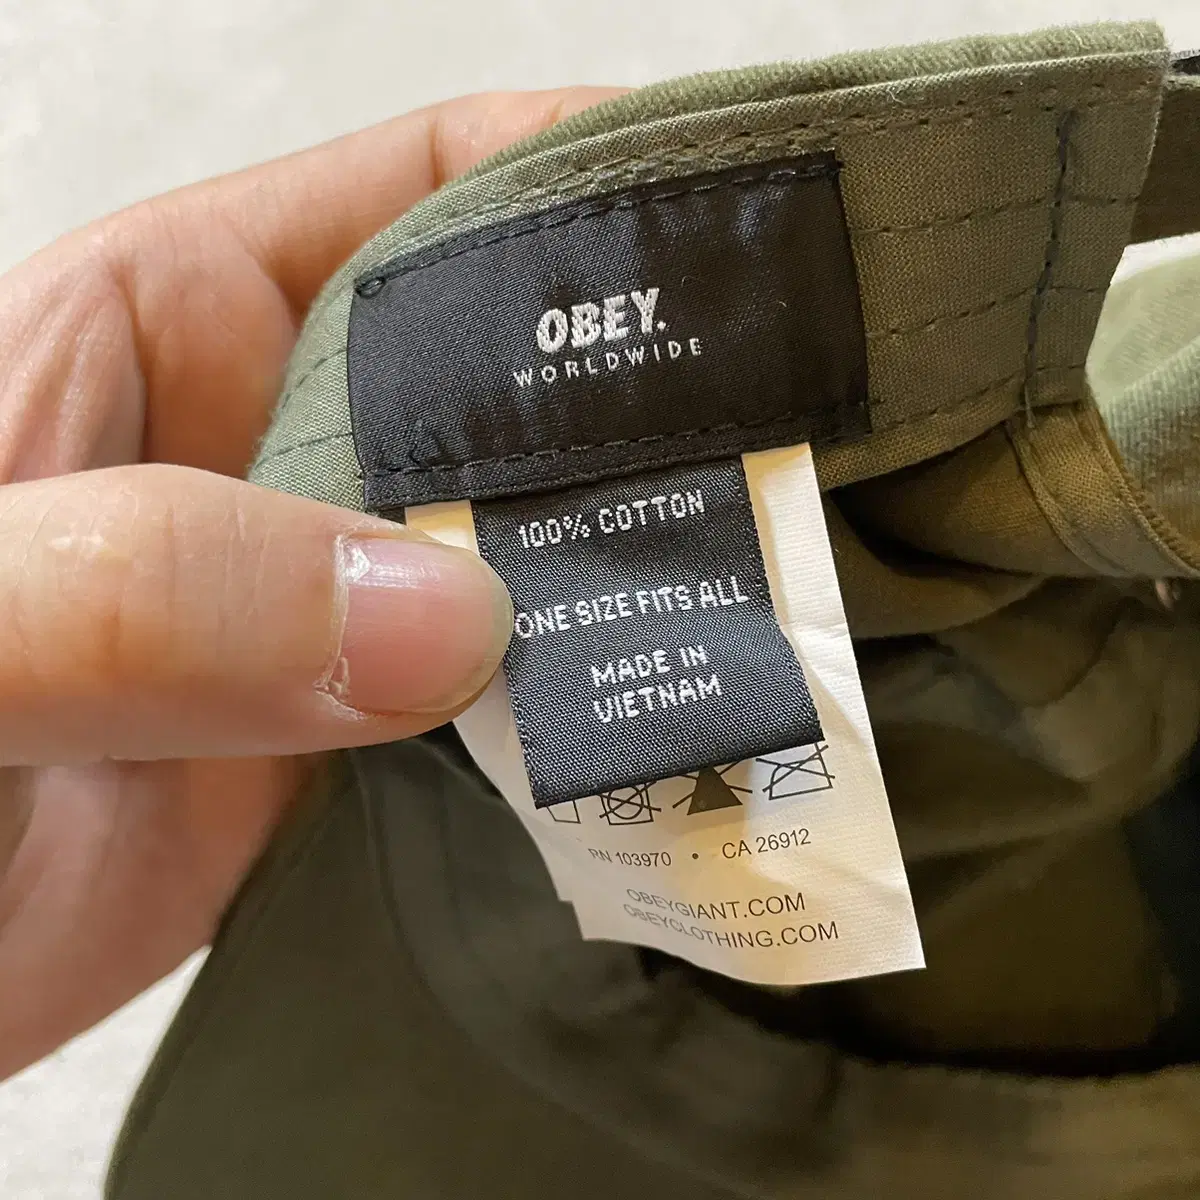 OBEY.
WORLDWIDE
100% COTTON
ONE SIZE FITS ALL
MADE IN
VIETNAM
RN 103970 • CA 26912
OBEYGIANT.COM
OBEYCLOTHING.COM